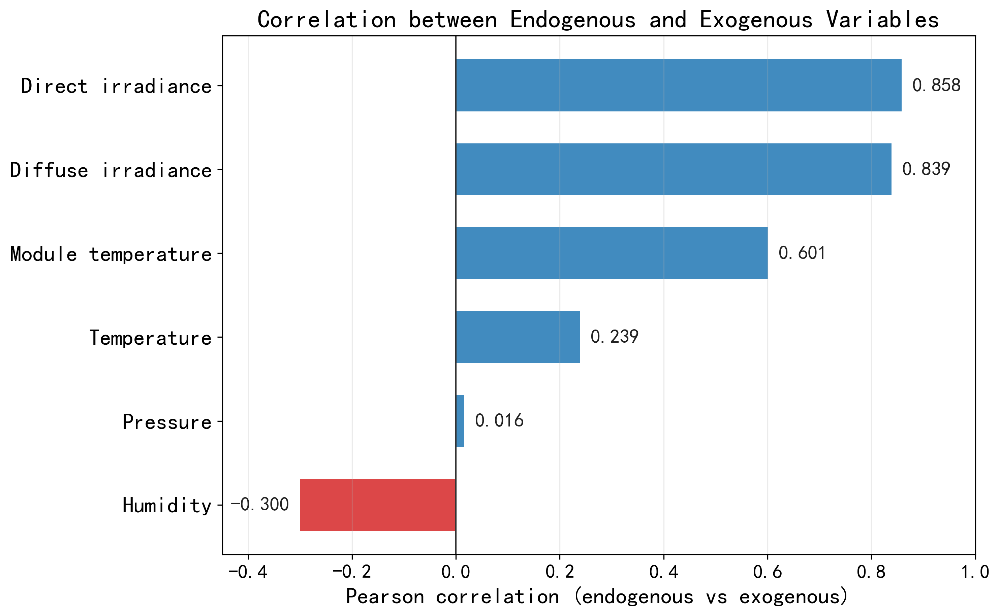 Correlation between Endogenous and Exogenous Variables
Direct irradiance
0.858
Diffuse irradiance
0.839
Module temperature
0.601
Temperature
0.239
Pressure
0.016
Humidity
−0.300
−0.4 −0.2 0.0 0.2 0.4 0.6 0.8 1.0
Pearson correlation (endogenous vs exogenous)